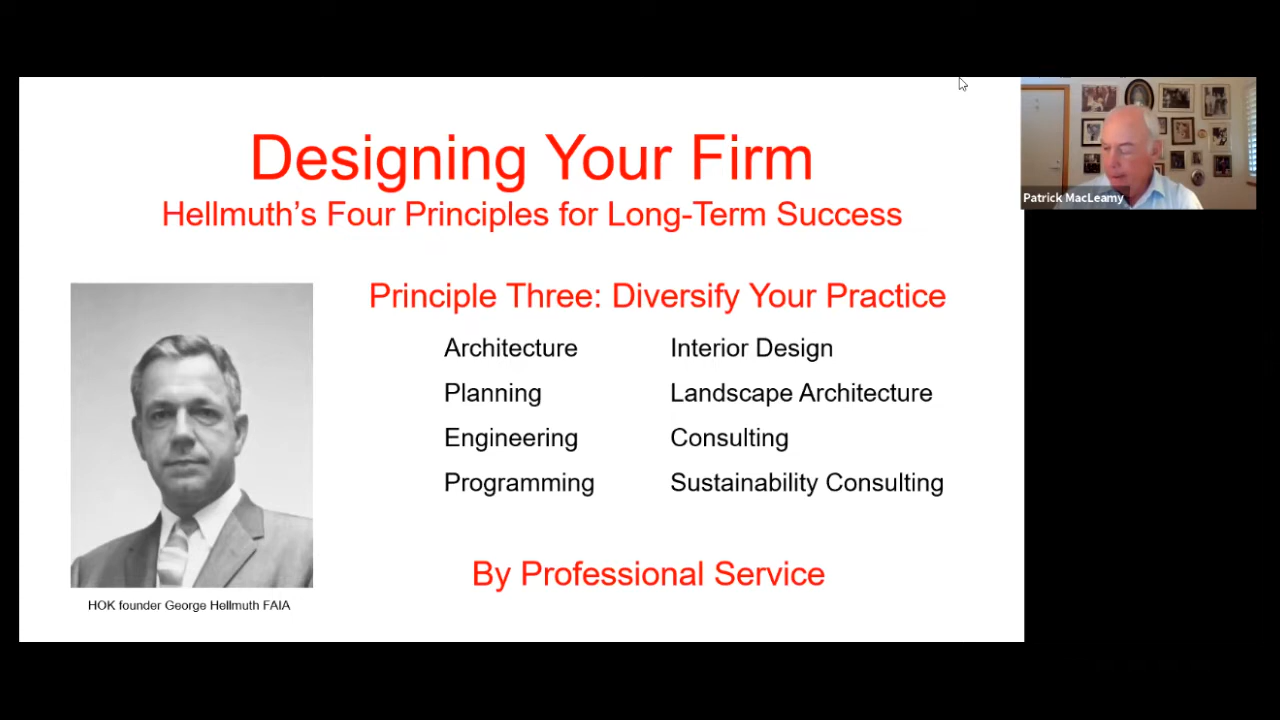 Designing Your Firm
Hellmuth's Four Principles for Long-Term Success
Principle Three: Diversify Your Practice
Architecture Interior Design
Planning Landscape Architecture
Engineering Consulting
Programming Sustainability Consulting
By Professional Service
HOK founder George Hellmuth FAIA
Patrick MacLeamy